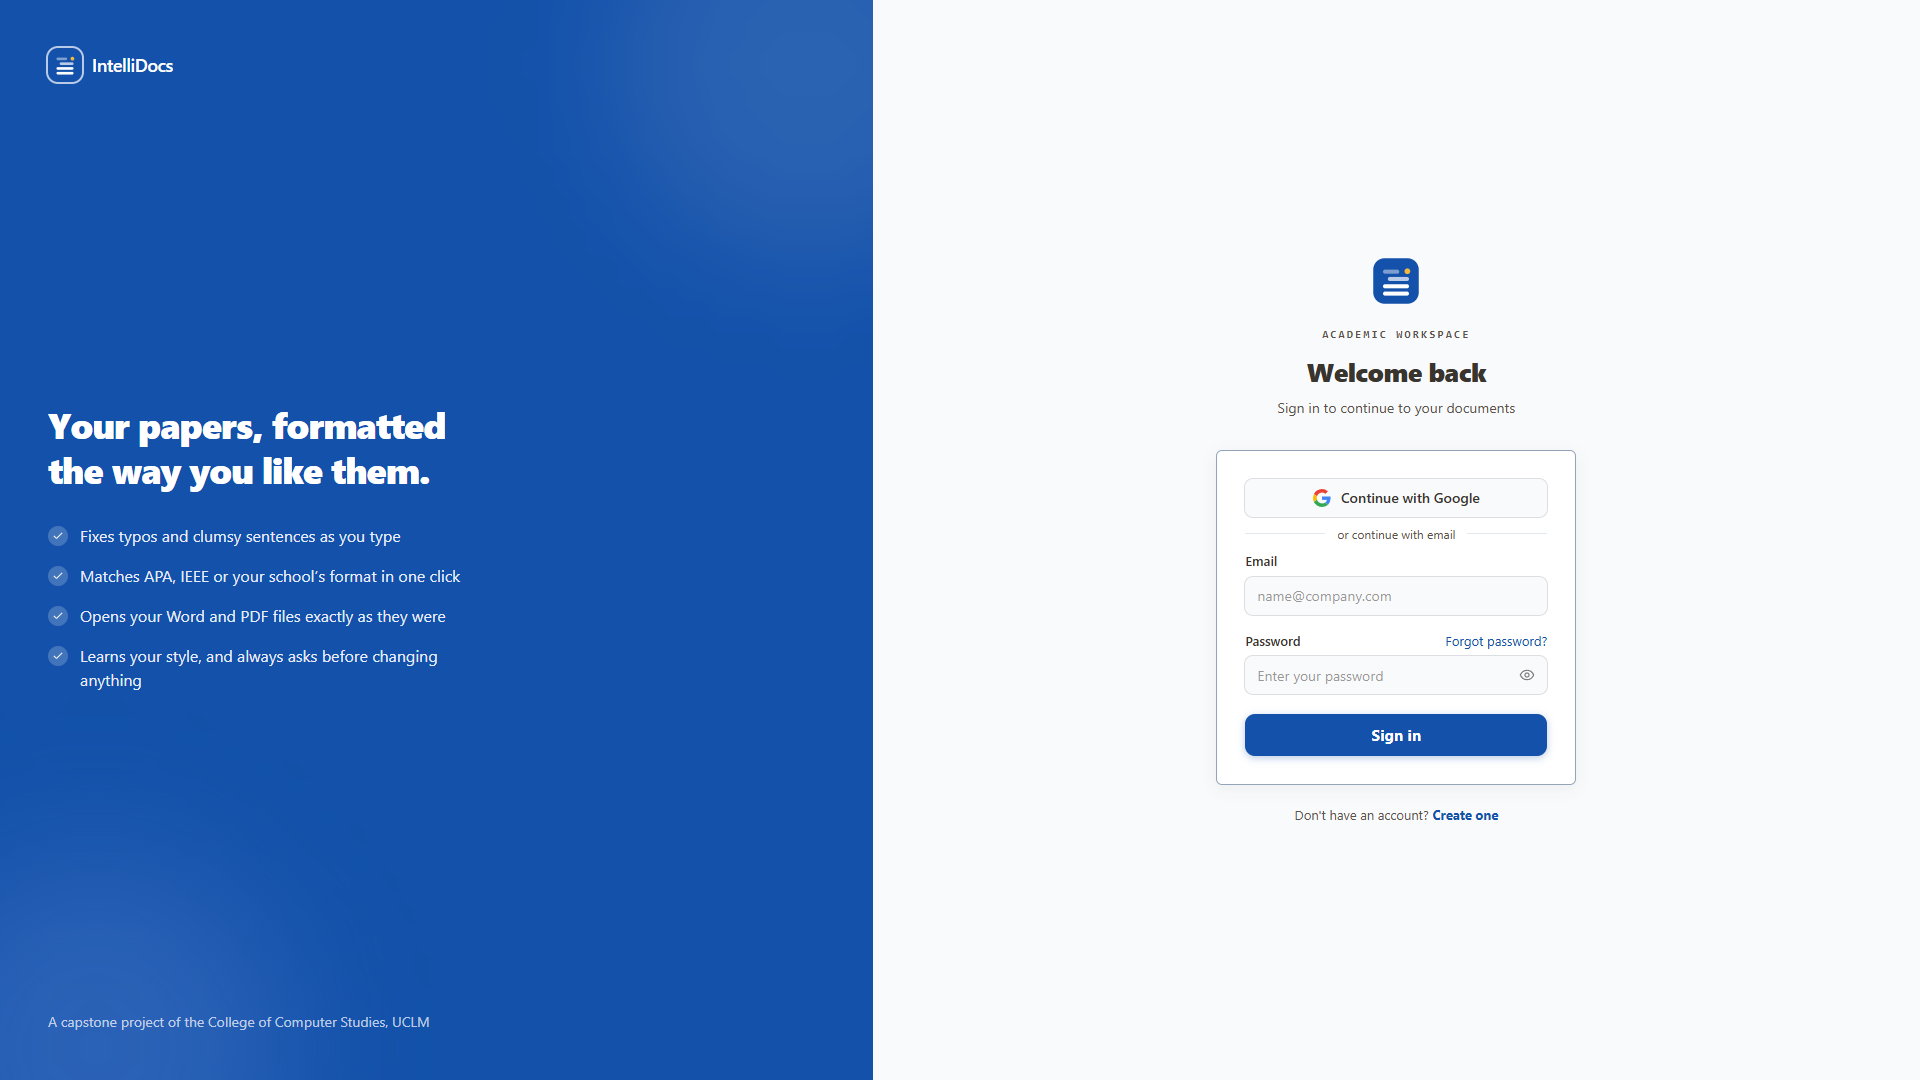 IntelliDocs
Your papers, formatted
the way you like them.
Fixes typos and clumsy sentences as you type
Matches APA, IEEE or your school’s format in one click
Opens your Word and PDF files exactly as they were
Learns your style, and always asks before changing
anything
A capstone project of the College of Computer Studies, UCLM
ACADEMIC WORKSPACE
Welcome back
Sign in to continue to your documents
Continue with Google
or continue with email
Email
name@company.com
Password Forgot password?
Enter your password
Sign in
Don't have an account? Create one